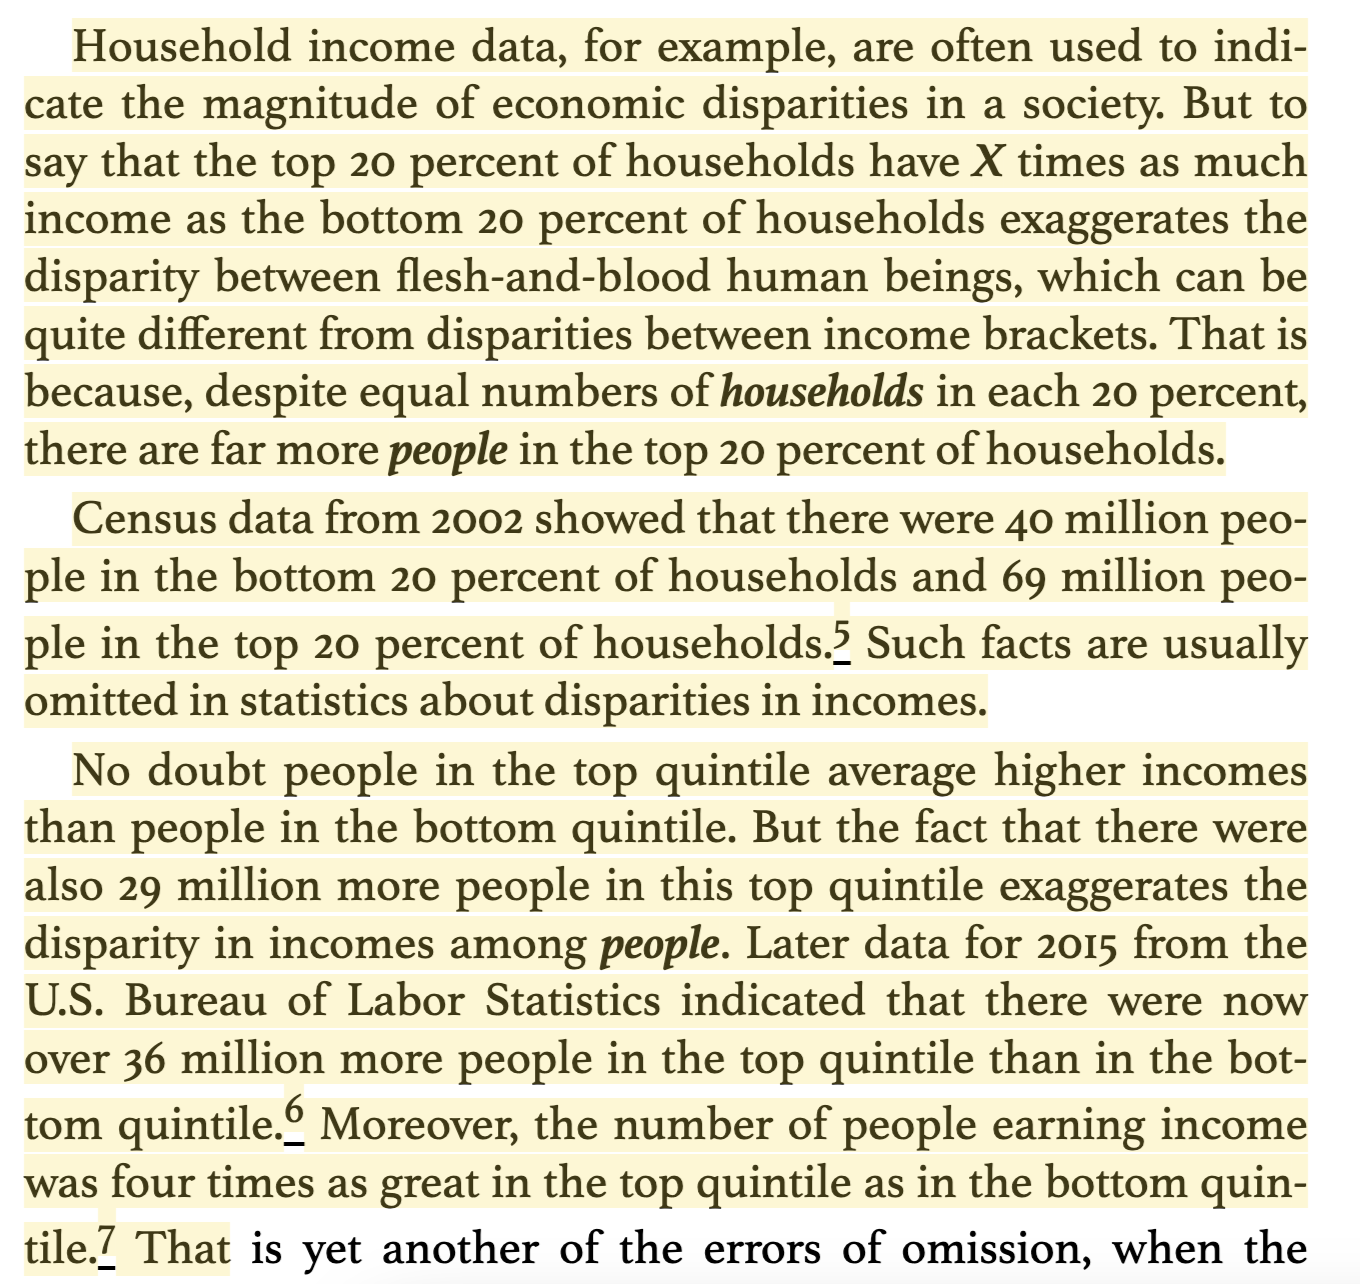 Household income data, for example, are often used to indi-
cate the magnitude of economic disparities in a society. But to
say that the top 20 percent of households have X times as much
income as the bottom 20 percent of households exaggerates the
disparity between flesh-and-blood human beings, which can be
quite different from disparities between income brackets. That is
because, despite equal numbers of households in each 20 percent,
there are far more people in the top 20 percent of households.
Census data from 2002 showed that there were 40 million peo-
ple in the bottom 20 percent of households and 69 million peo-
ple in the top 20 percent of households.5 Such facts are usually
omitted in statistics about disparities in incomes.
No doubt people in the top quintile average higher incomes
than people in the bottom quintile. But the fact that there were
also 29 million more people in this top quintile exaggerates the
disparity in incomes among people. Later data for 2015 from the
U.S. Bureau of Labor Statistics indicated that there were now
over 36 million more people in the top quintile than in the bot-
tom quintile.6 Moreover, the number of people earning income
was four times as great in the top quintile as in the bottom quin-
tile.7 That is yet another of the errors of omission, when the